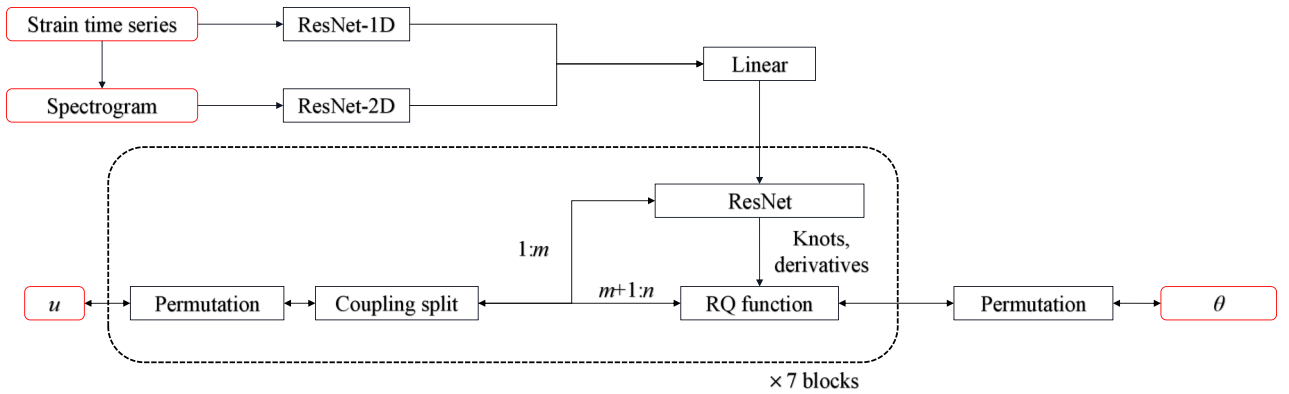 Strain time series
ResNet-1D
Linear
Spectrogram
ResNet-2D
ResNet
Knots,
derivatives
1:m
m+1:n
u
Permutation
Coupling split
RQ function
Permutation
θ
× 7 blocks